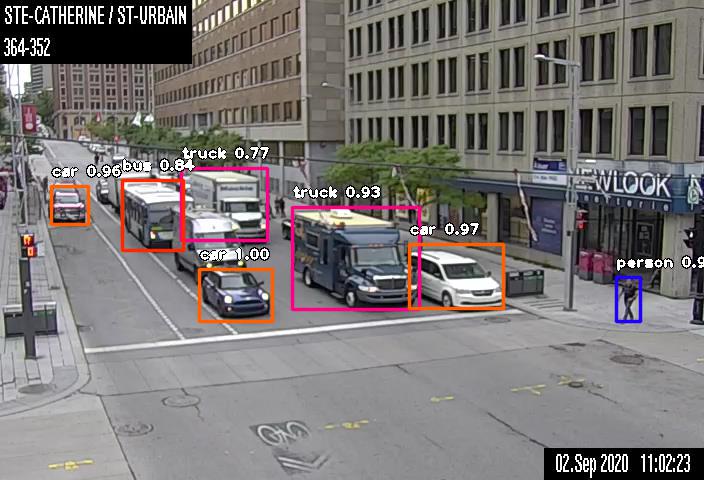 STE-CATHERINE / ST-URBAIN
364-352
car 0.96
bus 0.84
truck 0.77
truck 0.93
car 0.97
car 1.00
person 0.9
NEWLOOK
02.Sep 2020 11:02:23